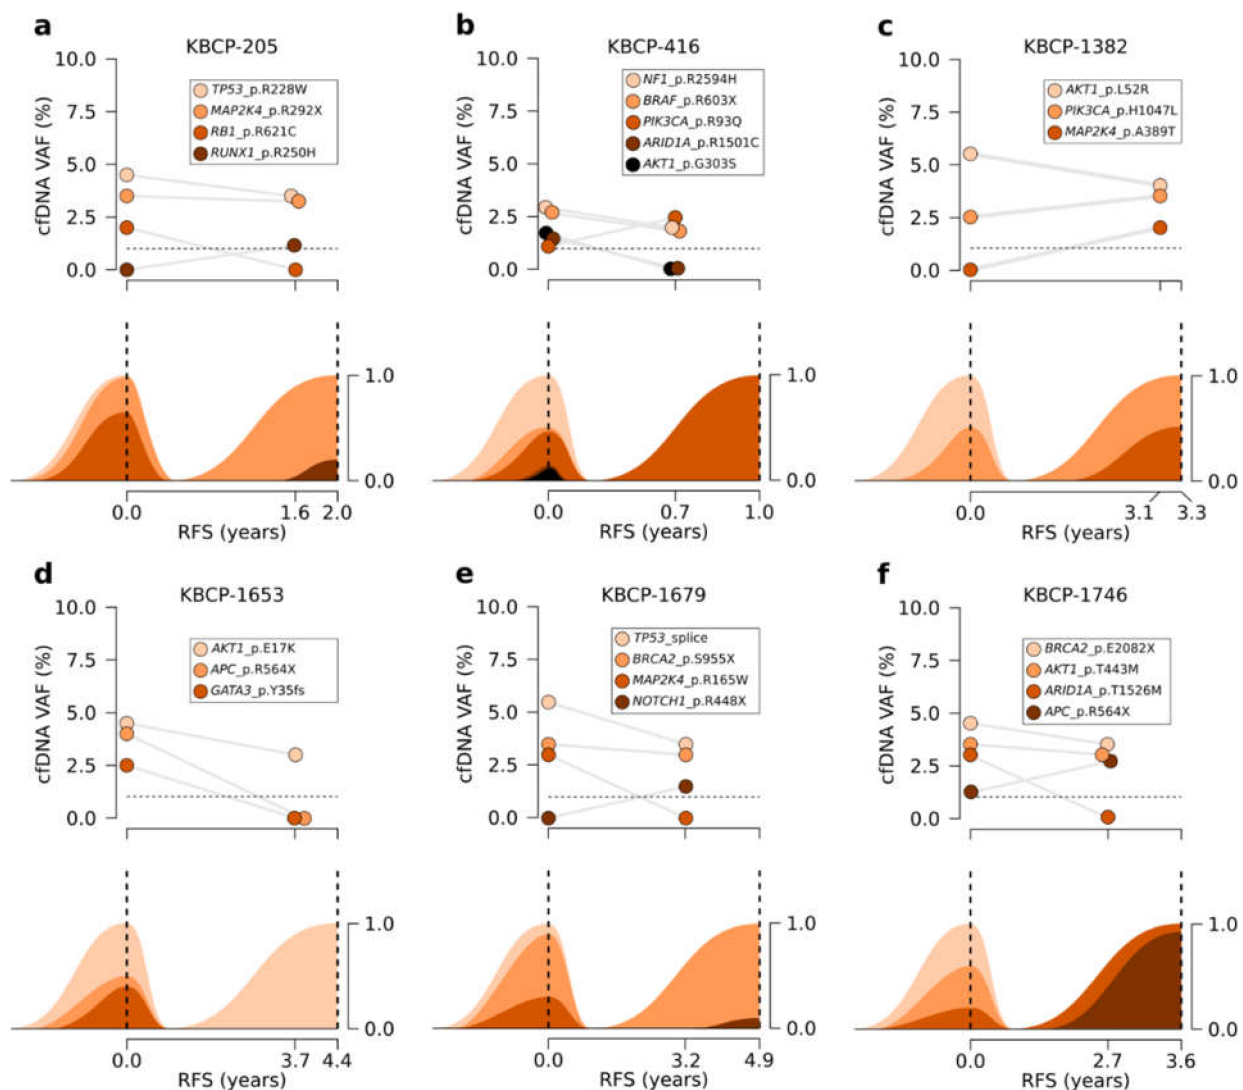 a
KBCP-205
10.0
7.5
5.0
2.5
0.0
cfDNA VAF (%)
TP53_p.R228W
MAP2K4_p.R292X
RB1_p.R621C
RUNX1_p.R250H
1.0
0.0
0.0 1.6 2.0
RFS (years)
b
KBCP-416
10.0
7.5
5.0
2.5
0.0
cfDNA VAF (%)
NF1_p.R2594H
BRAF_p.R603X
PIK3CA_p.R93Q
ARID1A_p.R1501C
AKT1_p.G303S
1.0
0.0
0.0 0.7 1.0
RFS (years)
c
KBCP-1382
10.0
7.5
5.0
2.5
0.0
cfDNA VAF (%)
AKT1_p.L52R
PIK3CA_p.H1047L
MAP2K4_p.A389T
1.0
0.0
0.0 3.1 3.3
RFS (years)
d
KBCP-1653
10.0
7.5
5.0
2.5
0.0
cfDNA VAF (%)
AKT1_p.E17K
APC_p.R564X
GATA3_p.Y35fs
1.0
0.0
0.0 3.7 4.4
RFS (years)
e
KBCP-1679
10.0
7.5
5.0
2.5
0.0
cfDNA VAF (%)
TP53_splice
BRCA2_p.S955X
MAP2K4_p.R165W
NOTCH1_p.R448X
1.0
0.0
0.0 3.2 4.9
RFS (years)
f
KBCP-1746
10.0
7.5
5.0
2.5
0.0
cfDNA VAF (%)
BRCA2_p.E2082X
AKT1_p.T443M
ARID1A_p.T1526M
APC_p.R564X
1.0
0.0
0.0 2.7 3.6
RFS (years)